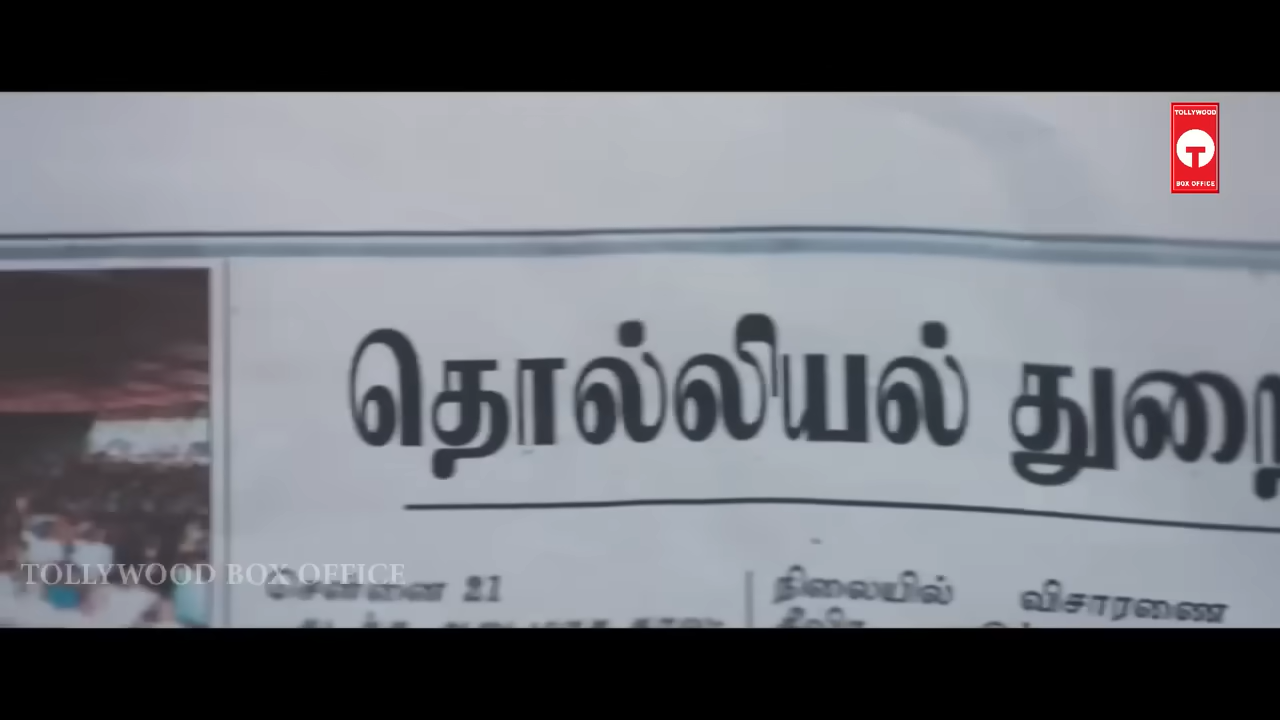 TOLLYWOOD
BOX OFFICE
தொல்லியல் துறை
TOLLYWOOD BOX OFFICE
சென்னை 21
நிலையில் விசாரணை
தீவிர